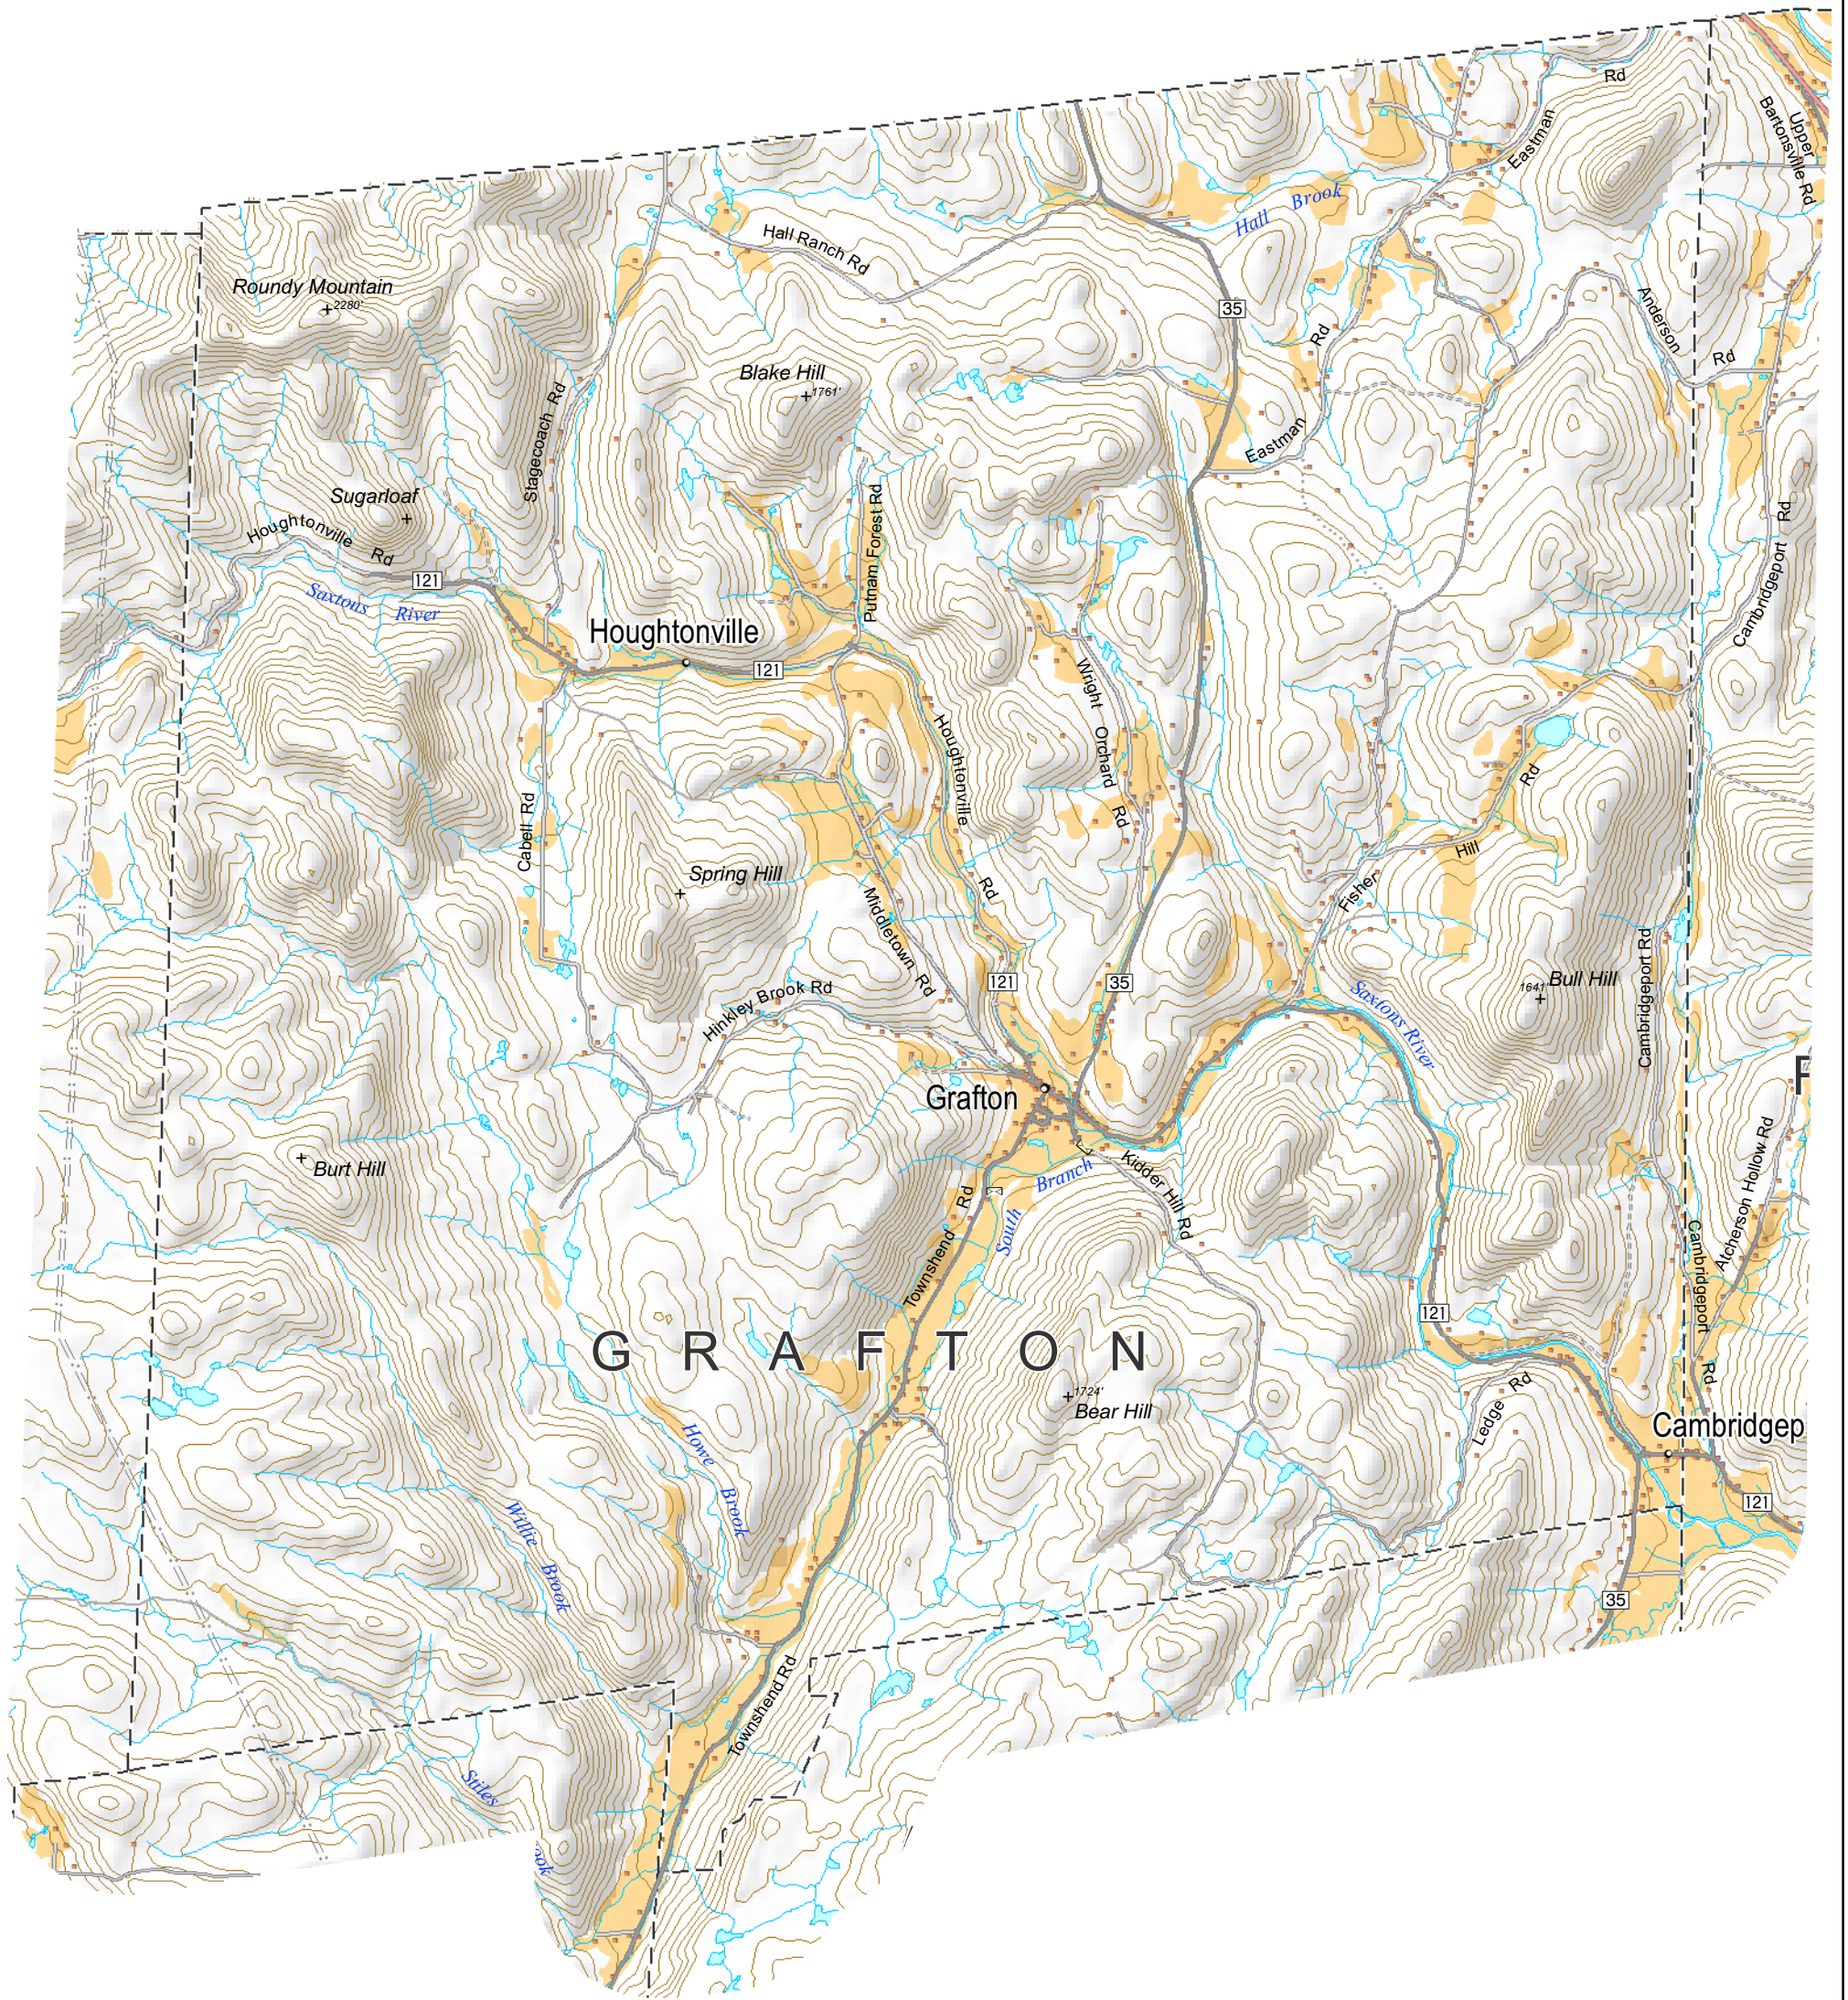 Rd
Upper
Bartonsville Rd
Eastman
Hall Brook
Hall Ranch Rd
Roundy Mountain
2280'
35
Anderson
Rd
Rd
Blake Hill
1761'
Stagecoach Rd
Eastman
Sugarloaf
Houghtonville Rd
121
Putnam Forest Rd
Cambridgeport Rd
Saxtons River
Houghtonville
121
Wright Orchard Rd
Houghtonville Rd
Rd
Cabell Rd
Hill
Spring Hill
Fisher
Middletown Rd
Cambridgeport Rd
121
35
Saxtons River
1641'
Bull Hill
Hinkley Brook Rd
F
Grafton
Burt Hill
Branch
Kidder Hill Rd
South
Townshend Rd
Atcherson Hollow Rd
Cambridgeport Rd
121
GRAFTON
1724'
Bear Hill
Ledge Rd
Cambridgep
Howe Brook
121
Willie Brook
35
Townshend Rd
Stiles
ook